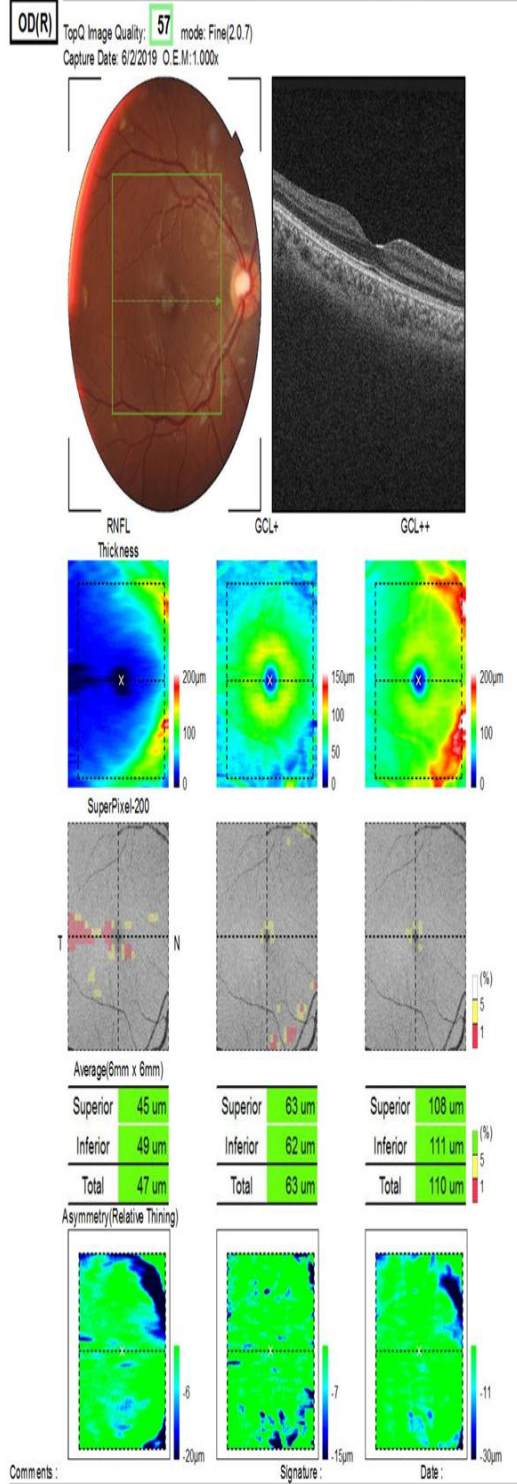 OD(R) TopQ Image Quality: 57 mode: Fine(2.0.7)
Capture Date: 6/2/2019 O.E.M:1.000x
RNFL GCL+ GCL++
Thickness
200µm 150µm 200µm
100 100 100
50
0 0 0
SuperPixel-200
T N
(%)
5
1
Average(6mm x 6mm)
Superior 45 um Superior 63 um Superior 108 um
Inferior 49 um Inferior 62 um Inferior 111 um
Total 47 um Total 63 um Total 110 um
(%)
5
1
Asymmetry(Relative Thining)
-6 -7 -11
-20µm -15µm -30µm
Comments : Signature : Date :